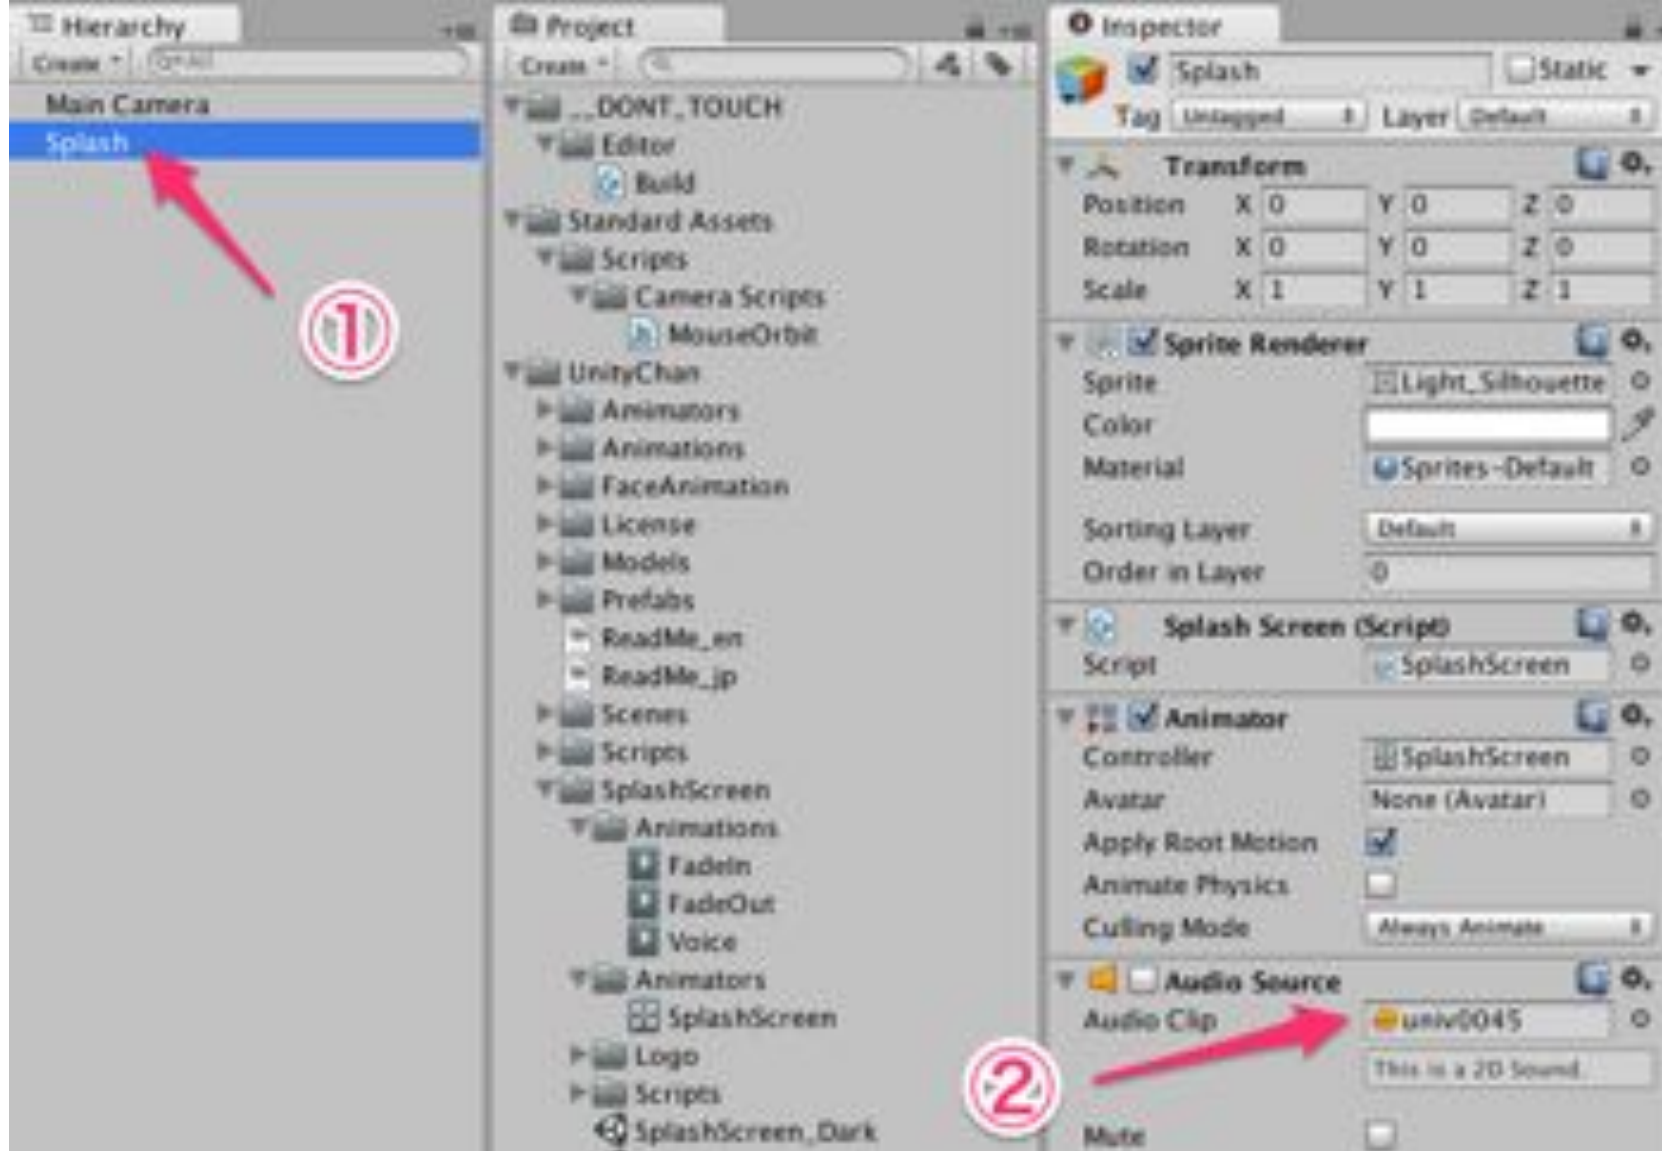 Hierarchy
Create
All
Main Camera
Splash
①
Project
Create
__DONT_TOUCH
Editor
Build
Standard Assets
Scripts
Camera Scripts
MouseOrbit
UnityChan
Amimators
Animations
FaceAnimation
License
Models
Prefabs
ReadMe_en
ReadMe_jp
Scenes
Scripts
SplashScreen
Animations
FadeIn
FadeOut
Voice
Animators
SplashScreen
Logo
Scripts
SplashScreen_Dark
Inspector
Splash Static
Tag Untagged Layer Default
Transform
Position X 0 Y 0 Z 0
Rotation X 0 Y 0 Z 0
Scale X 1 Y 1 Z 1
Sprite Renderer
Sprite Light_Silhouette
Color
Material Sprites-Default
Sorting Layer Default
Order in Layer 0
Splash Screen (Script)
Script SplashScreen
Animator
Controller SplashScreen
Avatar None (Avatar)
Apply Root Motion
Animate Physics
Culling Mode Always Animate
Audio Source
Audio Clip univ0045
②
This is a 2D Sound.
Mute